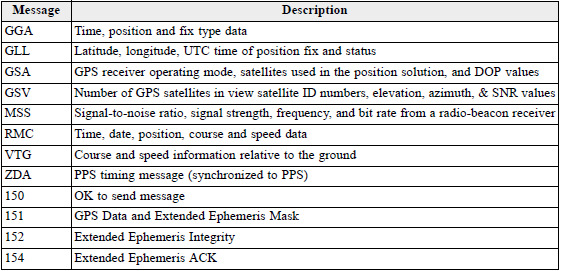 Message Description
GGA Time, position and fix type data
GLL Latitude, longitude, UTC time of position fix and status
GSA GPS receiver operating mode, satellites used in the position solution, and DOP values
GSV Number of GPS satellites in view satellite ID numbers, elevation, azimuth, & SNR values
MSS Signal-to-noise ratio, signal strength, frequency, and bit rate from a radio-beacon receiver
RMC Time, date, position, course and speed data
VTG Course and speed information relative to the ground
ZDA PPS timing message (synchronized to PPS)
150 OK to send message
151 GPS Data and Extended Ephemeris Mask
152 Extended Ephemeris Integrity
154 Extended Ephemeris ACK